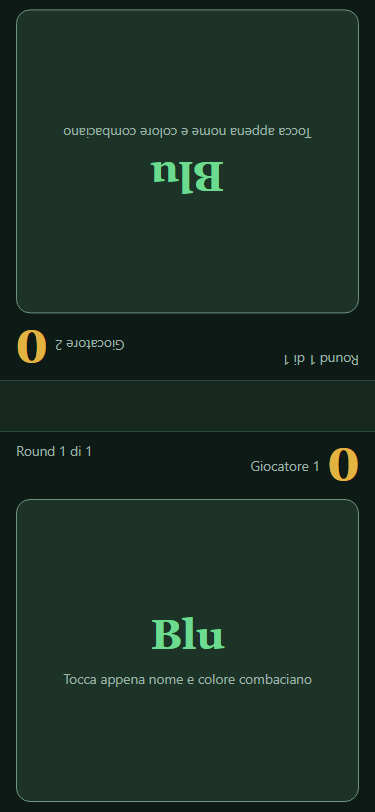 Tocca appena nome e colore combaciano
Blu
Giocatore 2 0
Round 1 di 1
Round 1 di 1
Giocatore 1 0
Blu
Tocca appena nome e colore combaciano